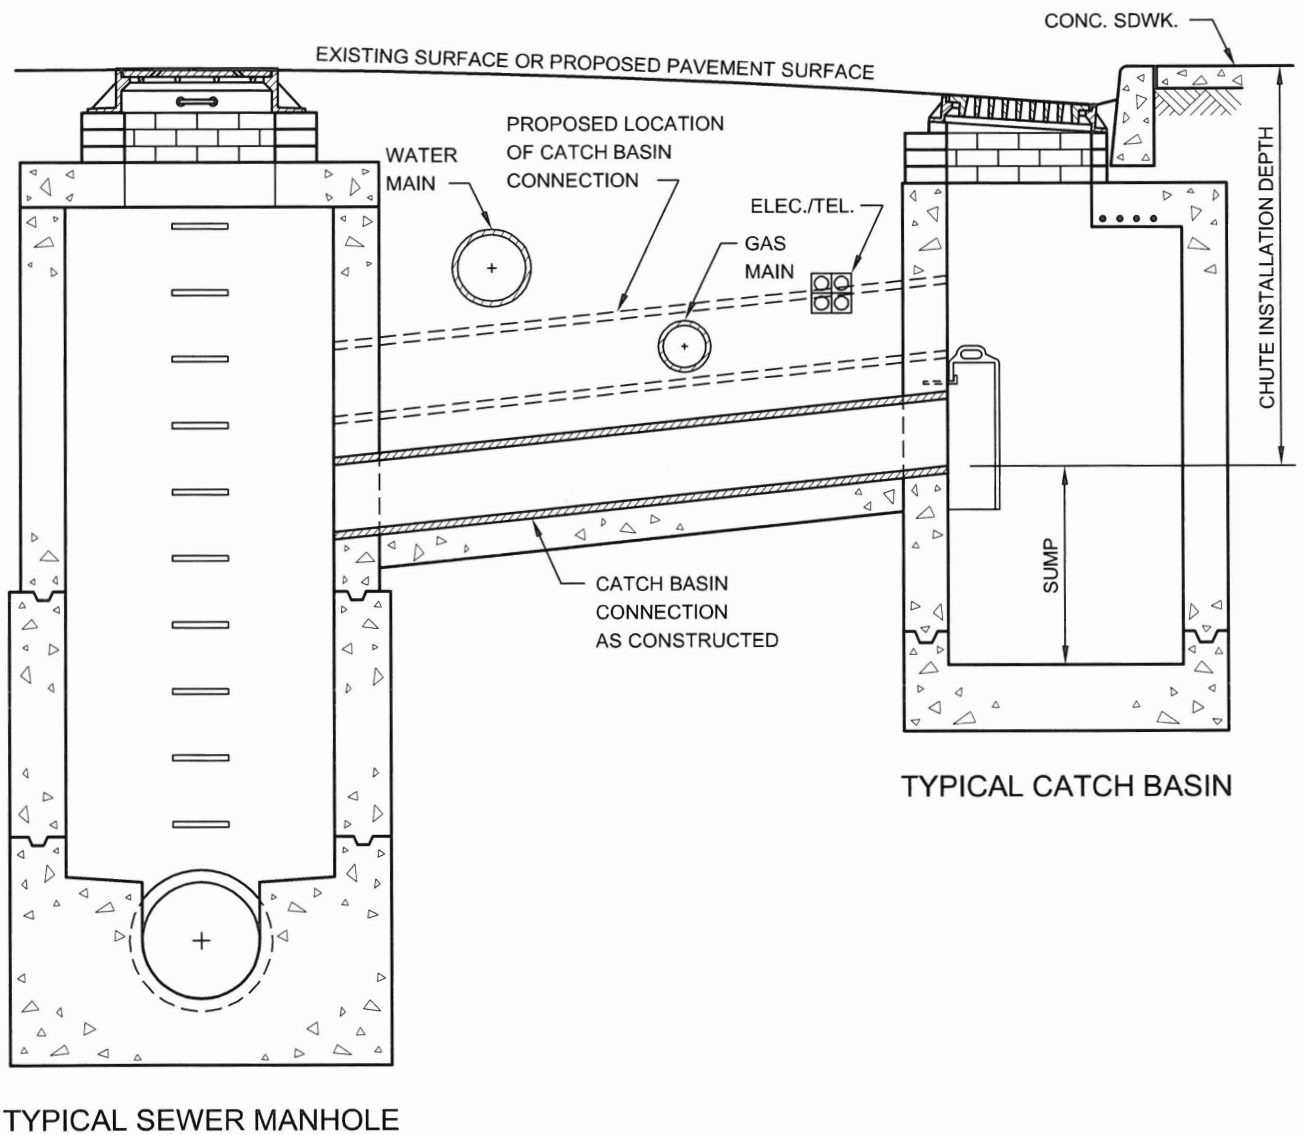 CONC. SDWK.
EXISTING SURFACE OR PROPOSED PAVEMENT SURFACE
PROPOSED LOCATION
OF CATCH BASIN
CONNECTION
WATER
MAIN
ELEC./TEL.
GAS
MAIN
CHUTE INSTALLATION DEPTH
SUMP
CATCH BASIN
CONNECTION
AS CONSTRUCTED
TYPICAL CATCH BASIN
TYPICAL SEWER MANHOLE